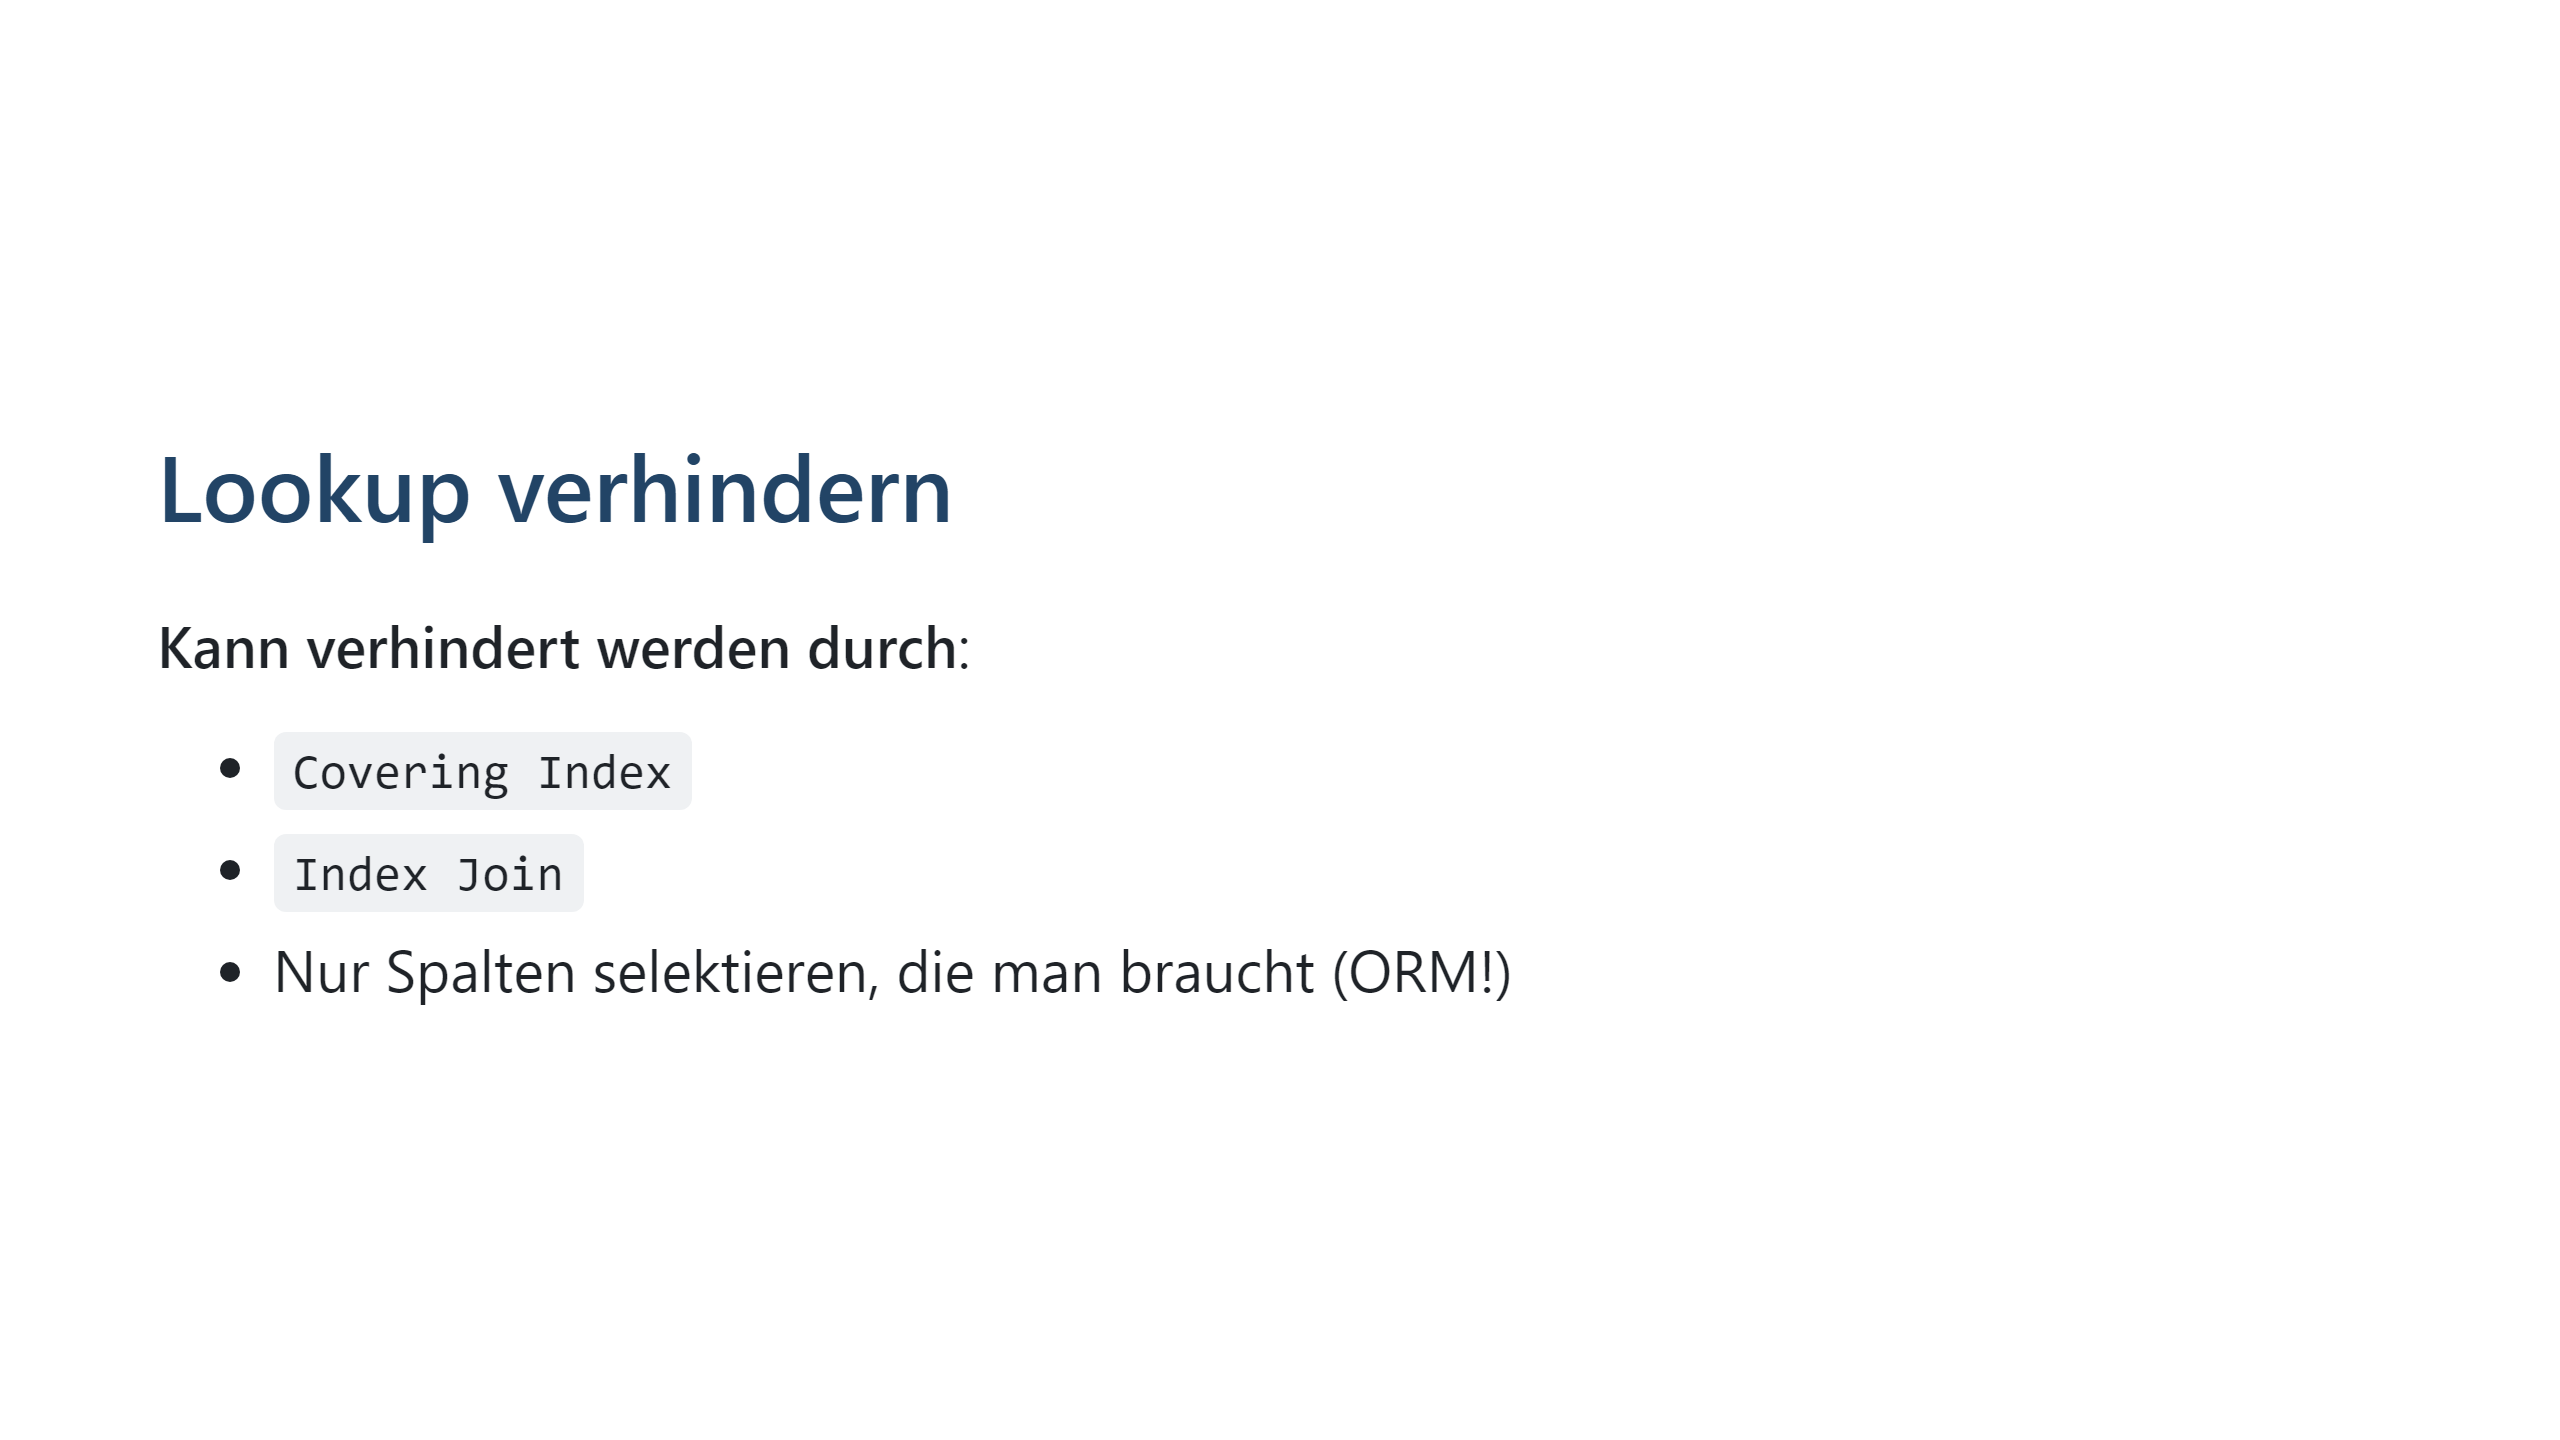 Lookup verhindern
Kann verhindert werden durch:
• Covering Index
• Index Join
• Nur Spalten selektieren, die man braucht (ORM!)